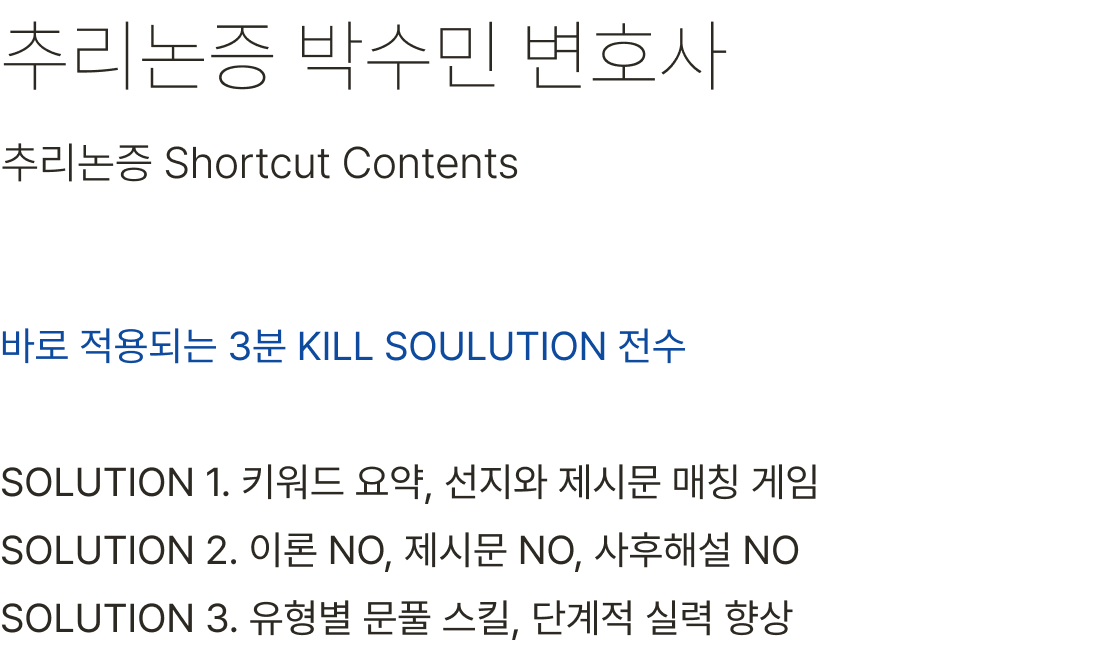 추리논증 박수민 변호사
추리논증 Shortcut Contents
바로 적용되는 3분 KILL SOULUTION 전수
SOLUTION 1. 키워드 요약, 선지와 제시문 매칭 게임
SOLUTION 2. 이론 NO, 제시문 NO, 사후해설 NO
SOLUTION 3. 유형별 문풀 스킬, 단계적 실력 향상